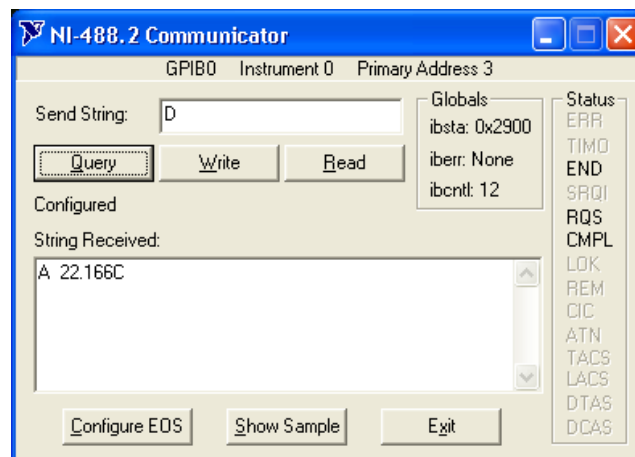 NI-488.2 Communicator
GPIB0 Instrument 0 Primary Address 3
Send String: D
Query Write Read
Configured
String Received:
A 22.166C
Configure EOS Show Sample Exit
Globals
ibsta: 0x2900
iberr: None
ibcntl: 12
Status
ERR
TIMO
END
SRQI
RQS
CMPL
LOK
REM
CIC
ATN
TACS
LACS
DTAS
DCAS